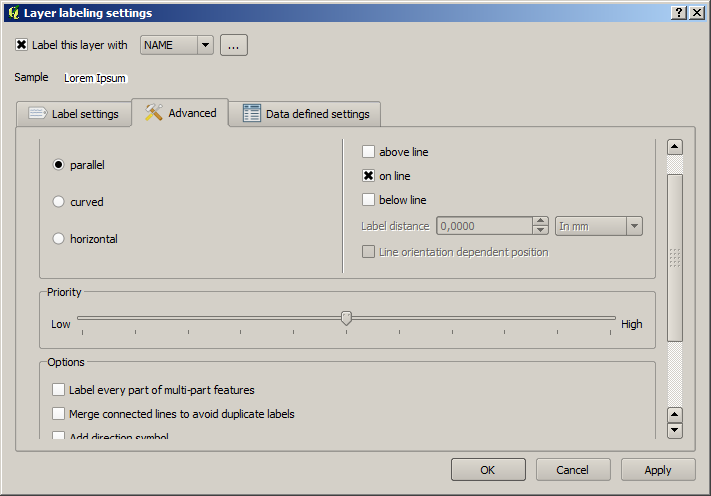 Layer labeling settings
Label this layer with NAME ...
Sample Lorem Ipsum
Label settings Advanced Data defined settings
parallel
curved
horizontal
above line
on line
below line
Label distance 0,0000 In mm
Line orientation dependent position
Priority
Low High
Options
Label every part of multi-part features
Merge connected lines to avoid duplicate labels
Add direction symbol
OK Cancel Apply